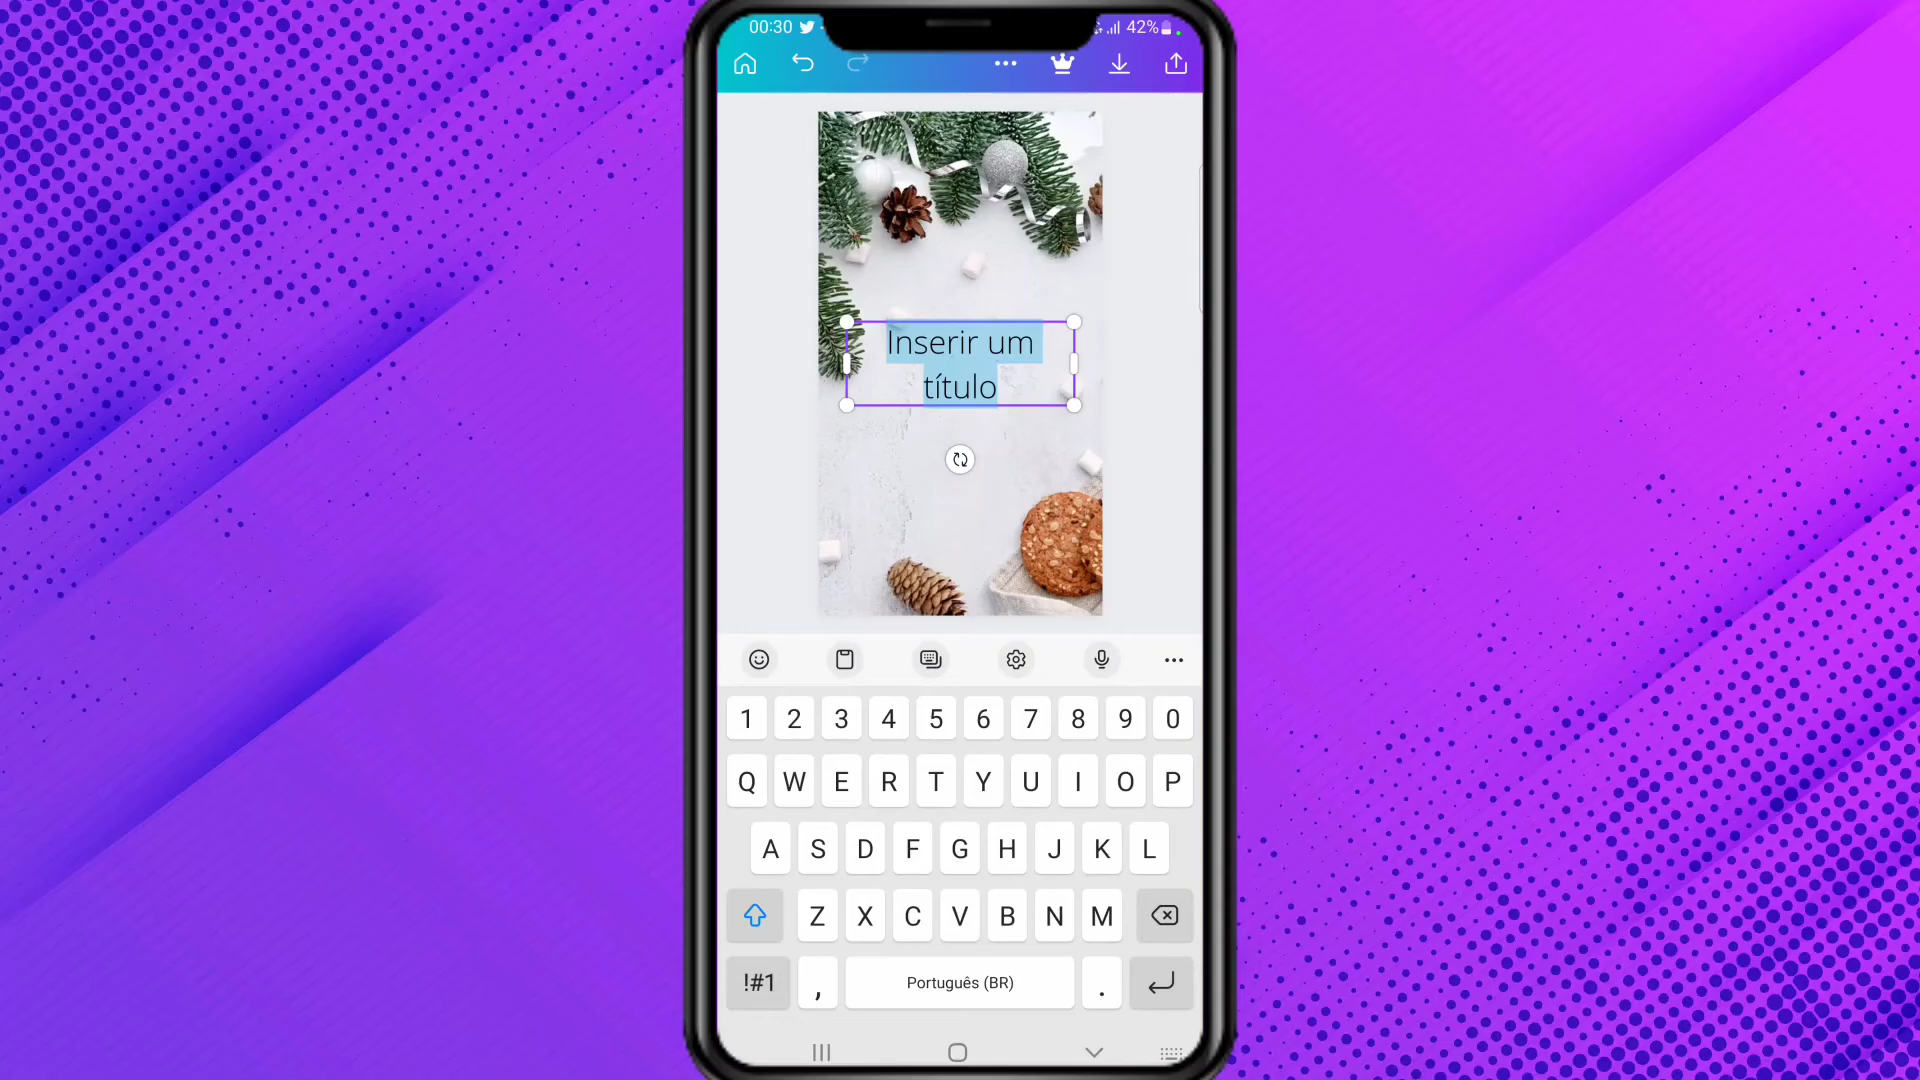 00:30
42%
Inserir um
título
1 2 3 4 5 6 7 8 9 0
Q W E R T Y U I O P
A S D F G H J K L
Z X C V B N M
!#1 , Português (BR) .